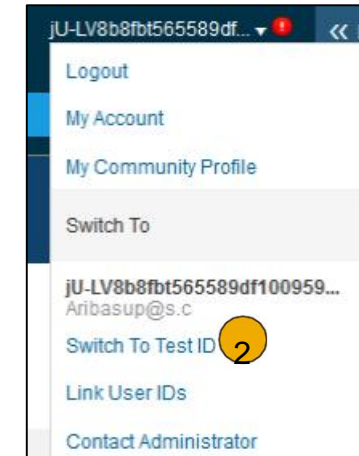 jU-LV8b8fbt565589df... ▾ ! «
Logout
My Account
My Community Profile
Switch To
jU-LV8b8fbt565589df100959...
Aribasup@s.c
Switch To Test ID 2
Link User IDs
Contact Administrator